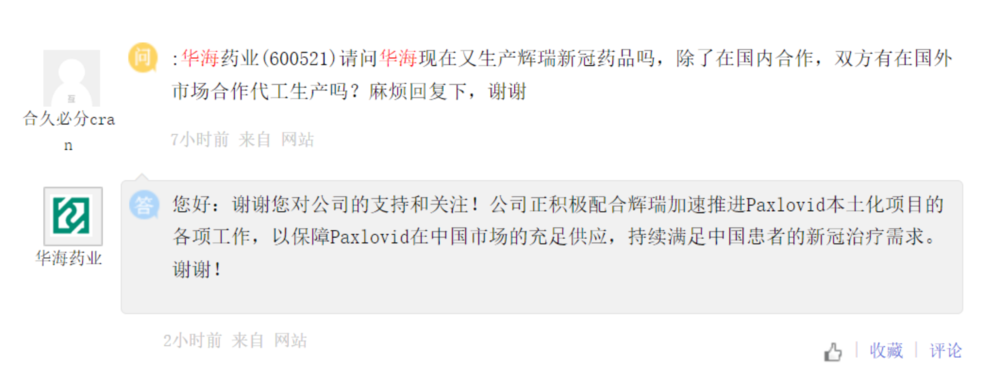 问 :华海药业(600521)请问华海现在又生产辉瑞新冠药品吗，除了在国内合作，双方有在国外
市场合作代工生产吗？麻烦回复下，谢谢
合久必分cra
n
7小时前 来自 网站
答 您好：谢谢您对公司的支持和关注！公司正积极配合辉瑞加速推进Paxlovid本土化项目的
各项工作，以保障Paxlovid在中国市场的充足供应，持续满足中国患者的新冠治疗需求。
谢谢！
华海药业
2小时前 来自 网站
收藏 评论